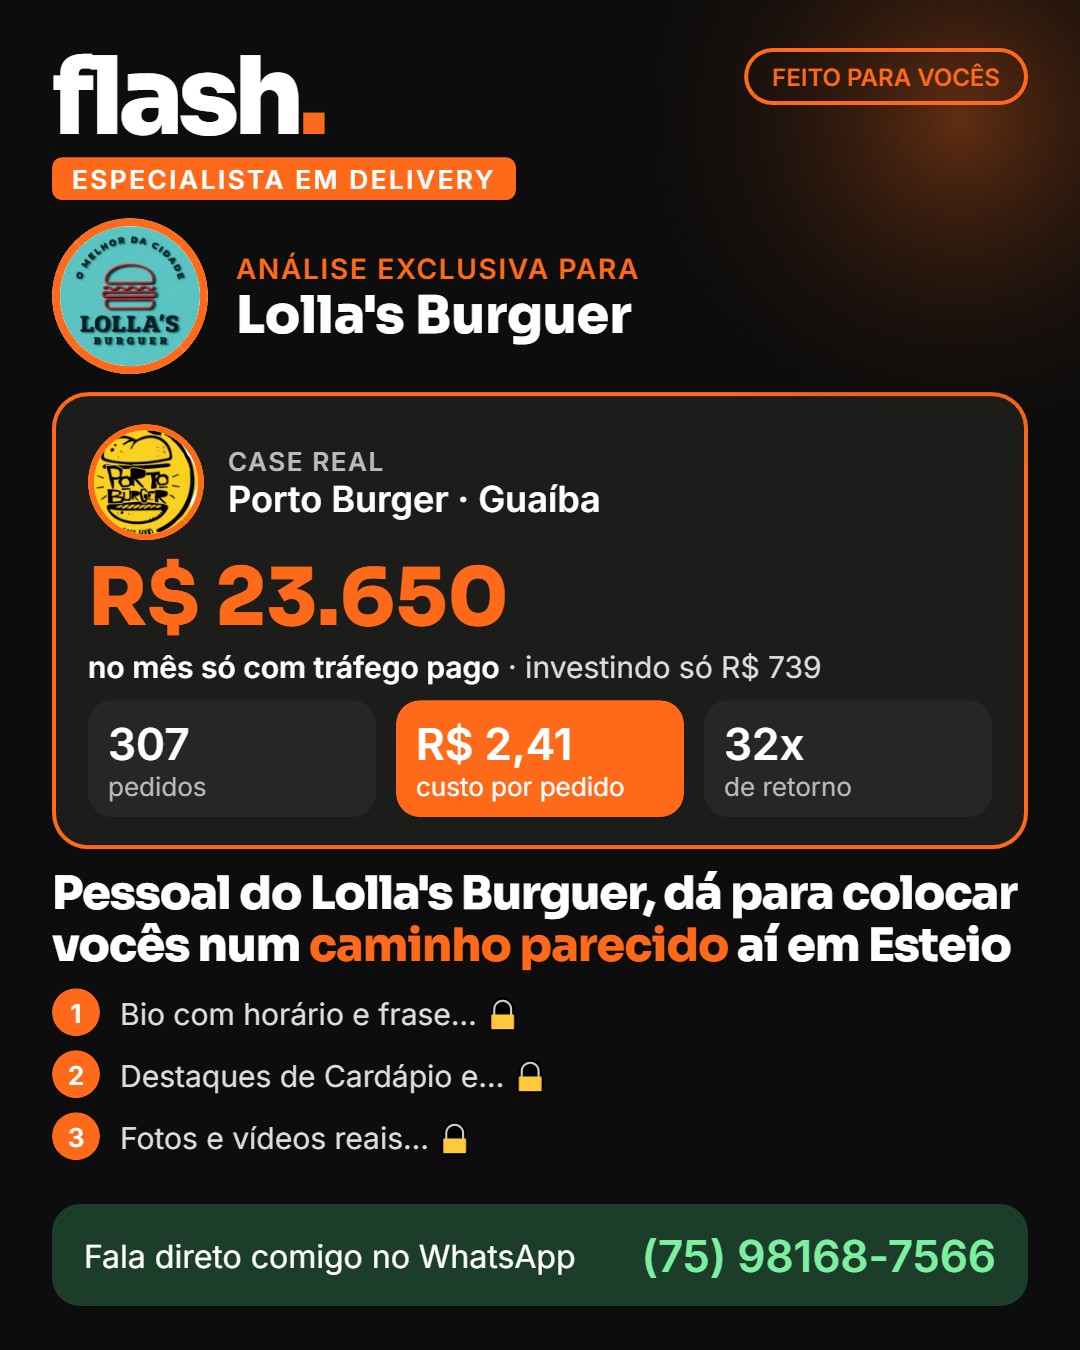 flash.
FEITO PARA VOCÊS
ESPECIALISTA EM DELIVERY
O MELHOR DA CIDADE
LOLLA'S
BURGUER
ANÁLISE EXCLUSIVA PARA
Lolla's Burguer
PORTO
BURGER
CASE REAL
Porto Burger · Guaíba
R$ 23.650
no mês só com tráfego pago · investindo só R$ 739
307
pedidos
R$ 2,41
custo por pedido
32x
de retorno
Pessoal do Lolla's Burguer, dá para colocar
vocês num caminho parecido aí em Esteio
1 Bio com horário e frase... 🔒
2 Destaques de Cardápio e... 🔒
3 Fotos e vídeos reais... 🔒
Fala direto comigo no WhatsApp (75) 98168-7566